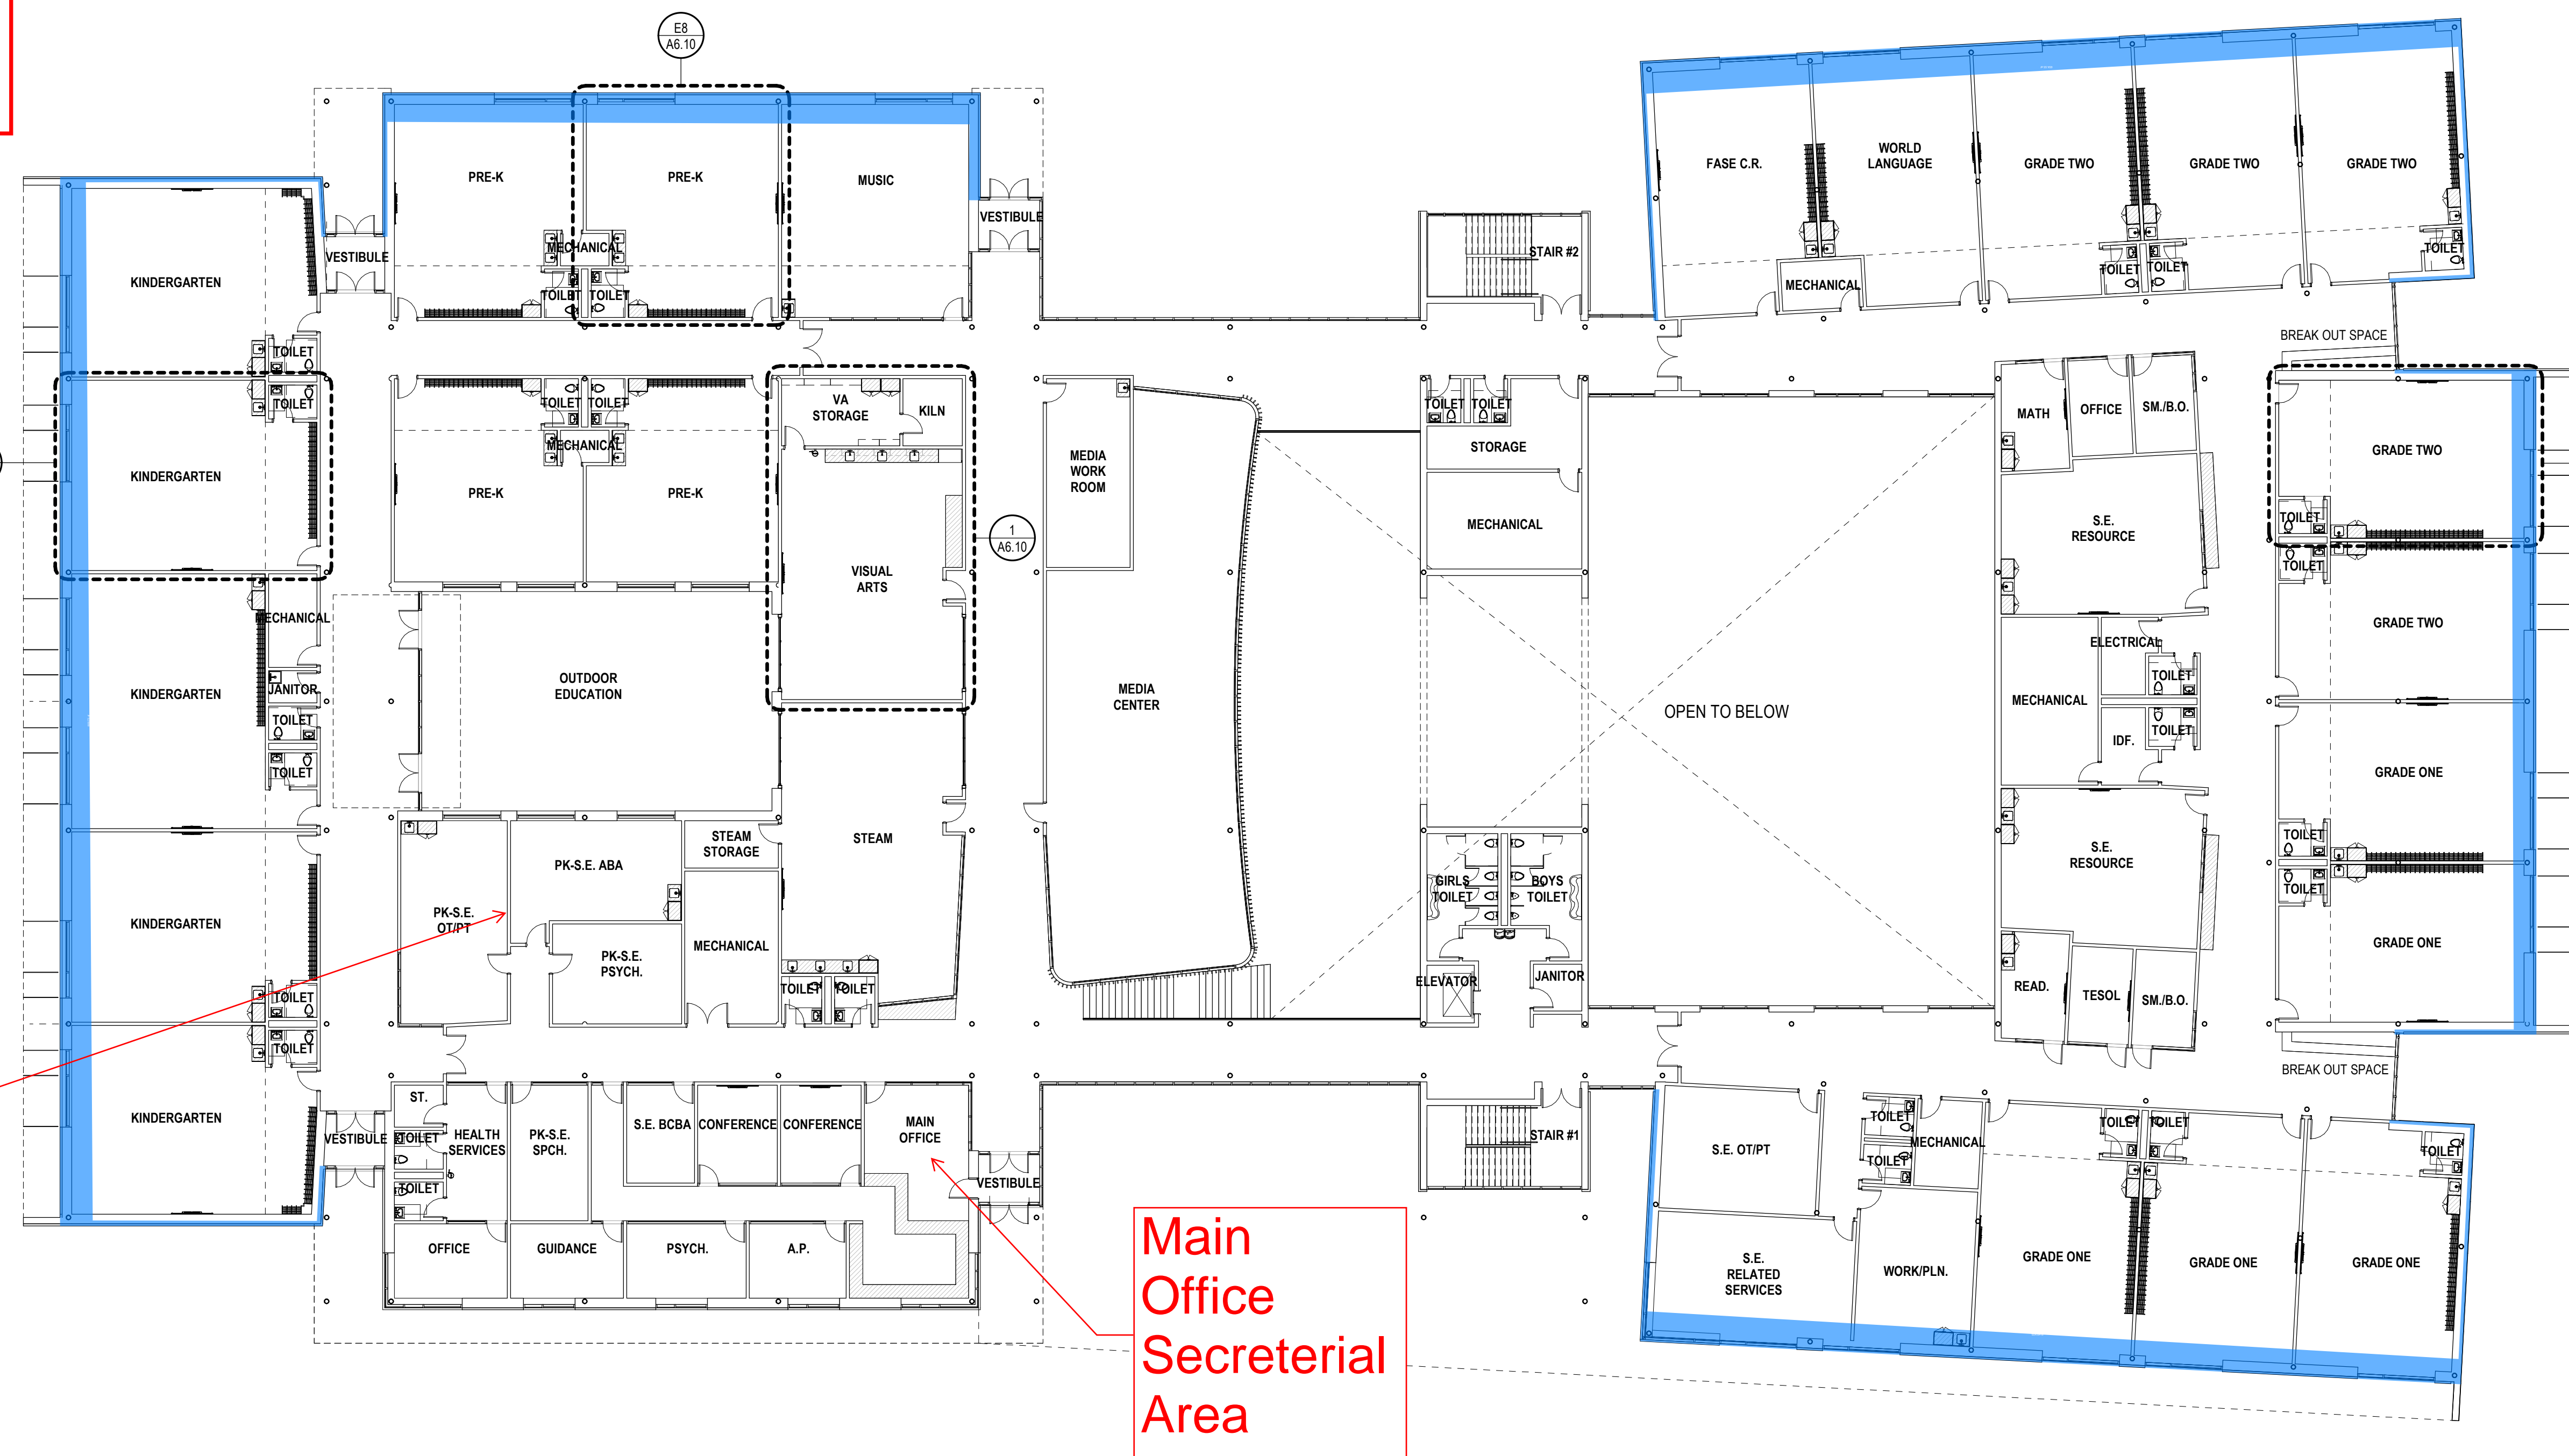 E8
A6.10
PRE-K
PRE-K
MUSIC
VESTIBULE
VESTIBULE
MECHANICAL
TOILET
TOILET
STAIR #2
FASE C.R.
WORLD
LANGUAGE
GRADE TWO
GRADE TWO
GRADE TWO
MECHANICAL
TOILET
TOILET
TOILET
BREAK OUT SPACE
KINDERGARTEN
TOILET
TOILET
KINDERGARTEN
KINDERGARTEN
MECHANICAL
JANITOR
TOILET
TOILET
KINDERGARTEN
TOILET
TOILET
KINDERGARTEN
TOILET
TOILET
MECHANICAL
PRE-K
PRE-K
VA
STORAGE
KILN
VISUAL
ARTS
1
A6.10
OUTDOOR
EDUCATION
MEDIA
WORK
ROOM
MEDIA
CENTER
TOILET
TOILET
STORAGE
MECHANICAL
OPEN TO BELOW
MATH
OFFICE
SM./B.O.
S.E.
RESOURCE
ELECTRICAL
TOILET
MECHANICAL
TOILET
IDF.
S.E.
RESOURCE
READ.
TESOL
SM./B.O.
GRADE TWO
TOILET
TOILET
GRADE TWO
GRADE ONE
TOILET
TOILET
GRADE ONE
BREAK OUT SPACE
STEAM
STORAGE
STEAM
PK-S.E. ABA
PK-S.E.
OT/PT
PK-S.E.
PSYCH.
MECHANICAL
TOILET
TOILET
GIRLS
TOILET
BOYS
TOILET
ELEVATOR
JANITOR
VESTIBULE
ST.
TOILET
TOILET
HEALTH
SERVICES
PK-S.E.
SPCH.
S.E. BCBA
CONFERENCE
CONFERENCE
MAIN
OFFICE
VESTIBULE
STAIR #1
OFFICE
GUIDANCE
PSYCH.
A.P.
S.E. OT/PT
TOILET
TOILET
MECHANICAL
TOILET
TOILET
TOILET
S.E.
RELATED
SERVICES
WORK/PLN.
GRADE ONE
GRADE ONE
GRADE ONE
Main
Office
Secreterial
Area